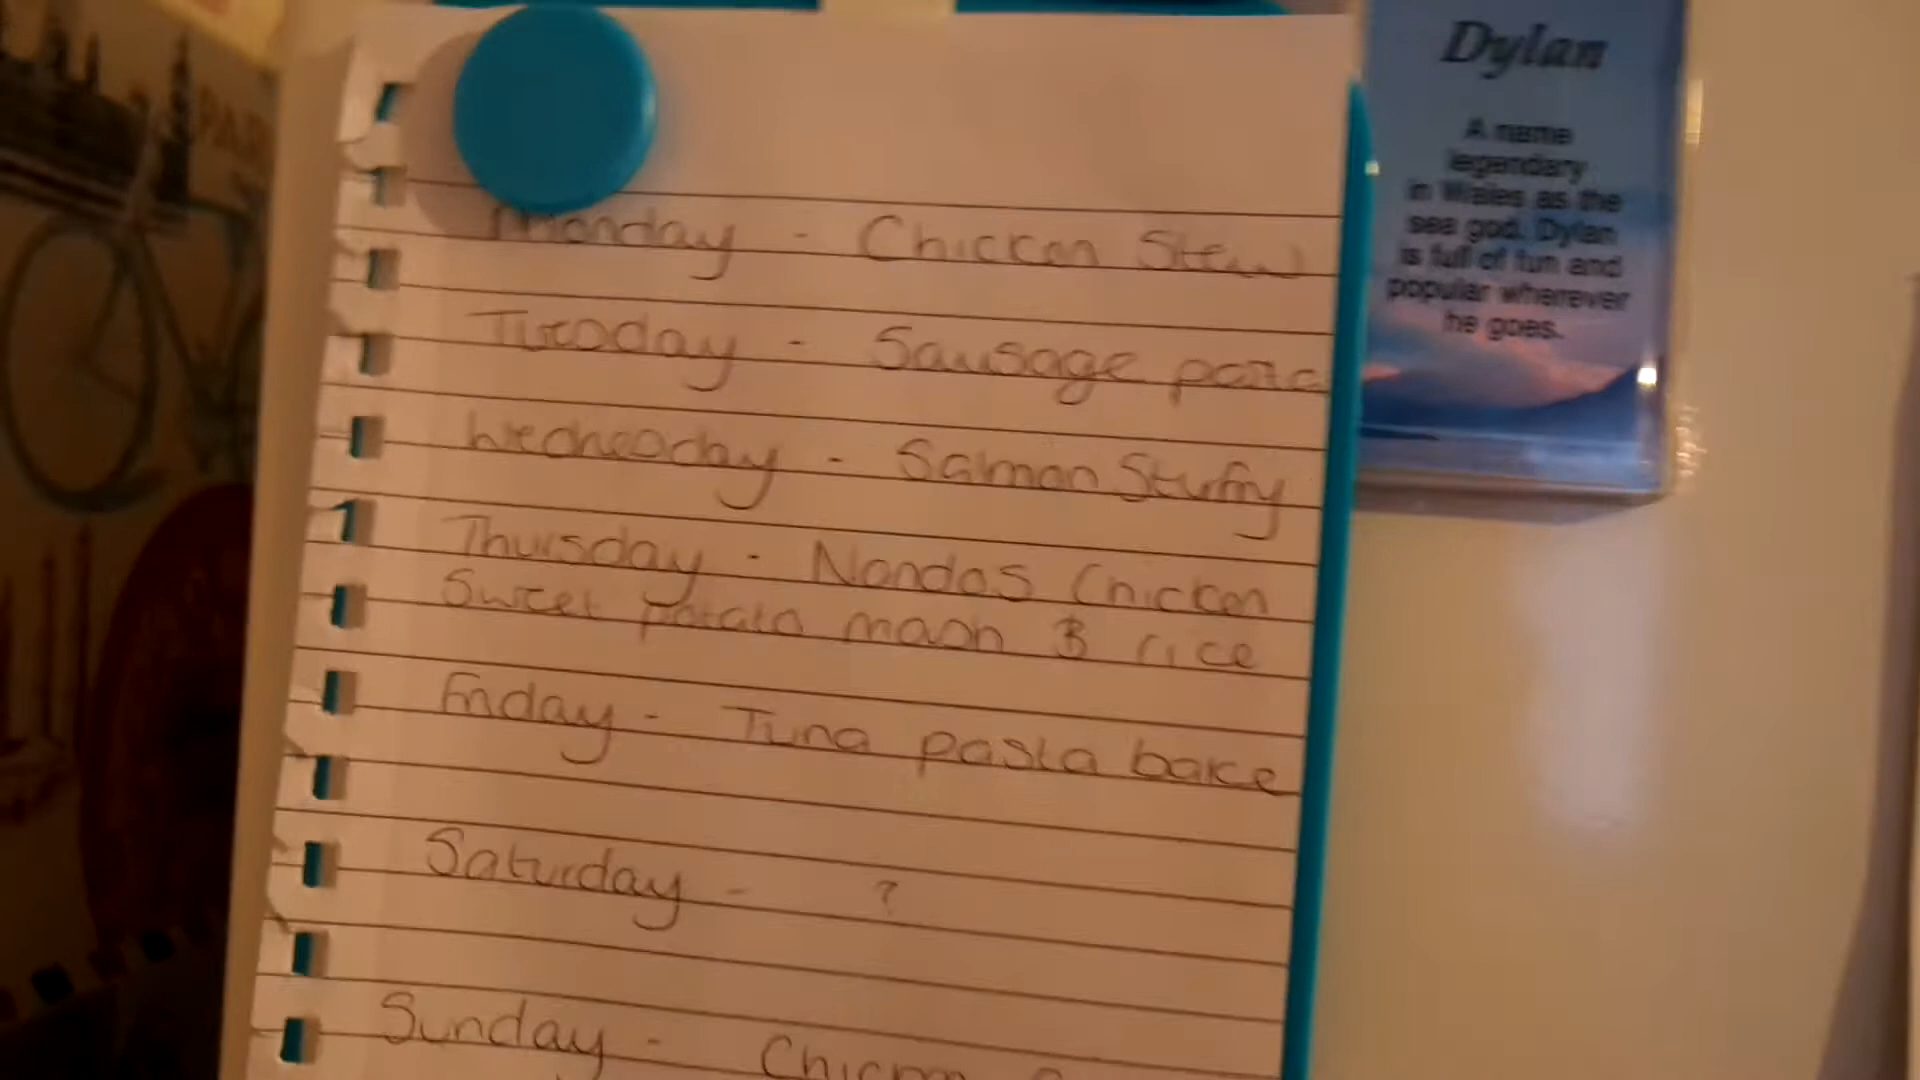 Monday - Chicken Stew
Tuesday - Sausage pasta
Wednesday - Salmon Stirfry
Thursday - Nandos Chicken
Sweet potato mash & rice
Friday - Tuna pasta bake
Saturday - ?
Sunday - Chicken
Dylan
A name
legendary
in Wales as the
sea god. Dylan
is full of fun and
popular wherever
he goes.